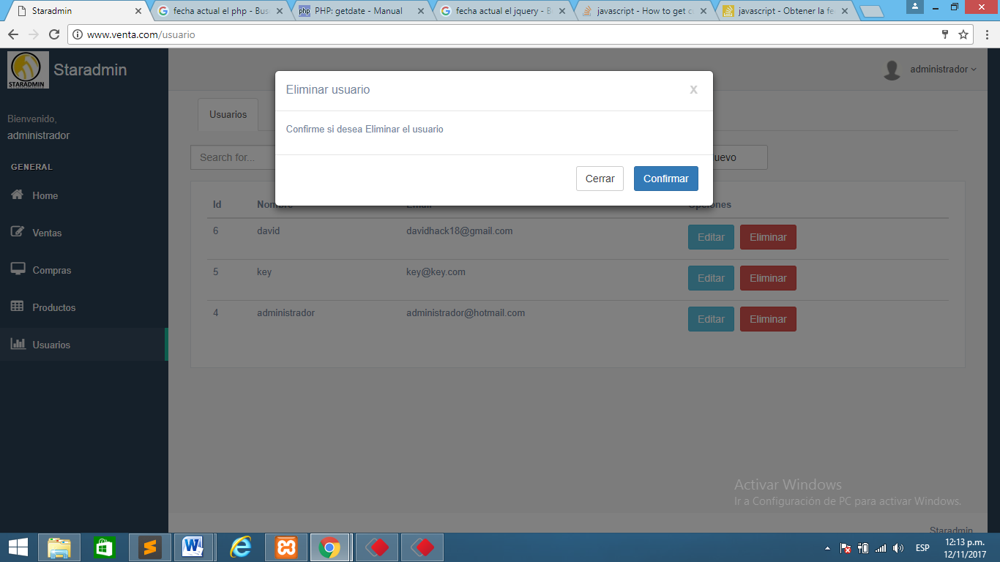 Staradmin
fecha actual el php - Bus
PHP: getdate - Manual
fecha actual el jquery - B
javascript - How to get c
javascript - Obtener la fe
www.venta.com/usuario
STARADMIN
Staradmin
administrador
Bienvenido,
administrador
GENERAL
Home
Ventas
Compras
Productos
Usuarios
Usuarios
Eliminar usuario
X
Confirme si desea Eliminar el usuario
Cerrar
Confirmar
Search for...
uevo
Id Nombre Email Opciones
6 david davidhack18@gmail.com Editar Eliminar
5 key key@key.com Editar Eliminar
4 administrador administrador@hotmail.com Editar Eliminar
Activar Windows
Ir a Configuración de PC para activar Windows.
Staradmin
ESP
12:13 p.m.
12/11/2017